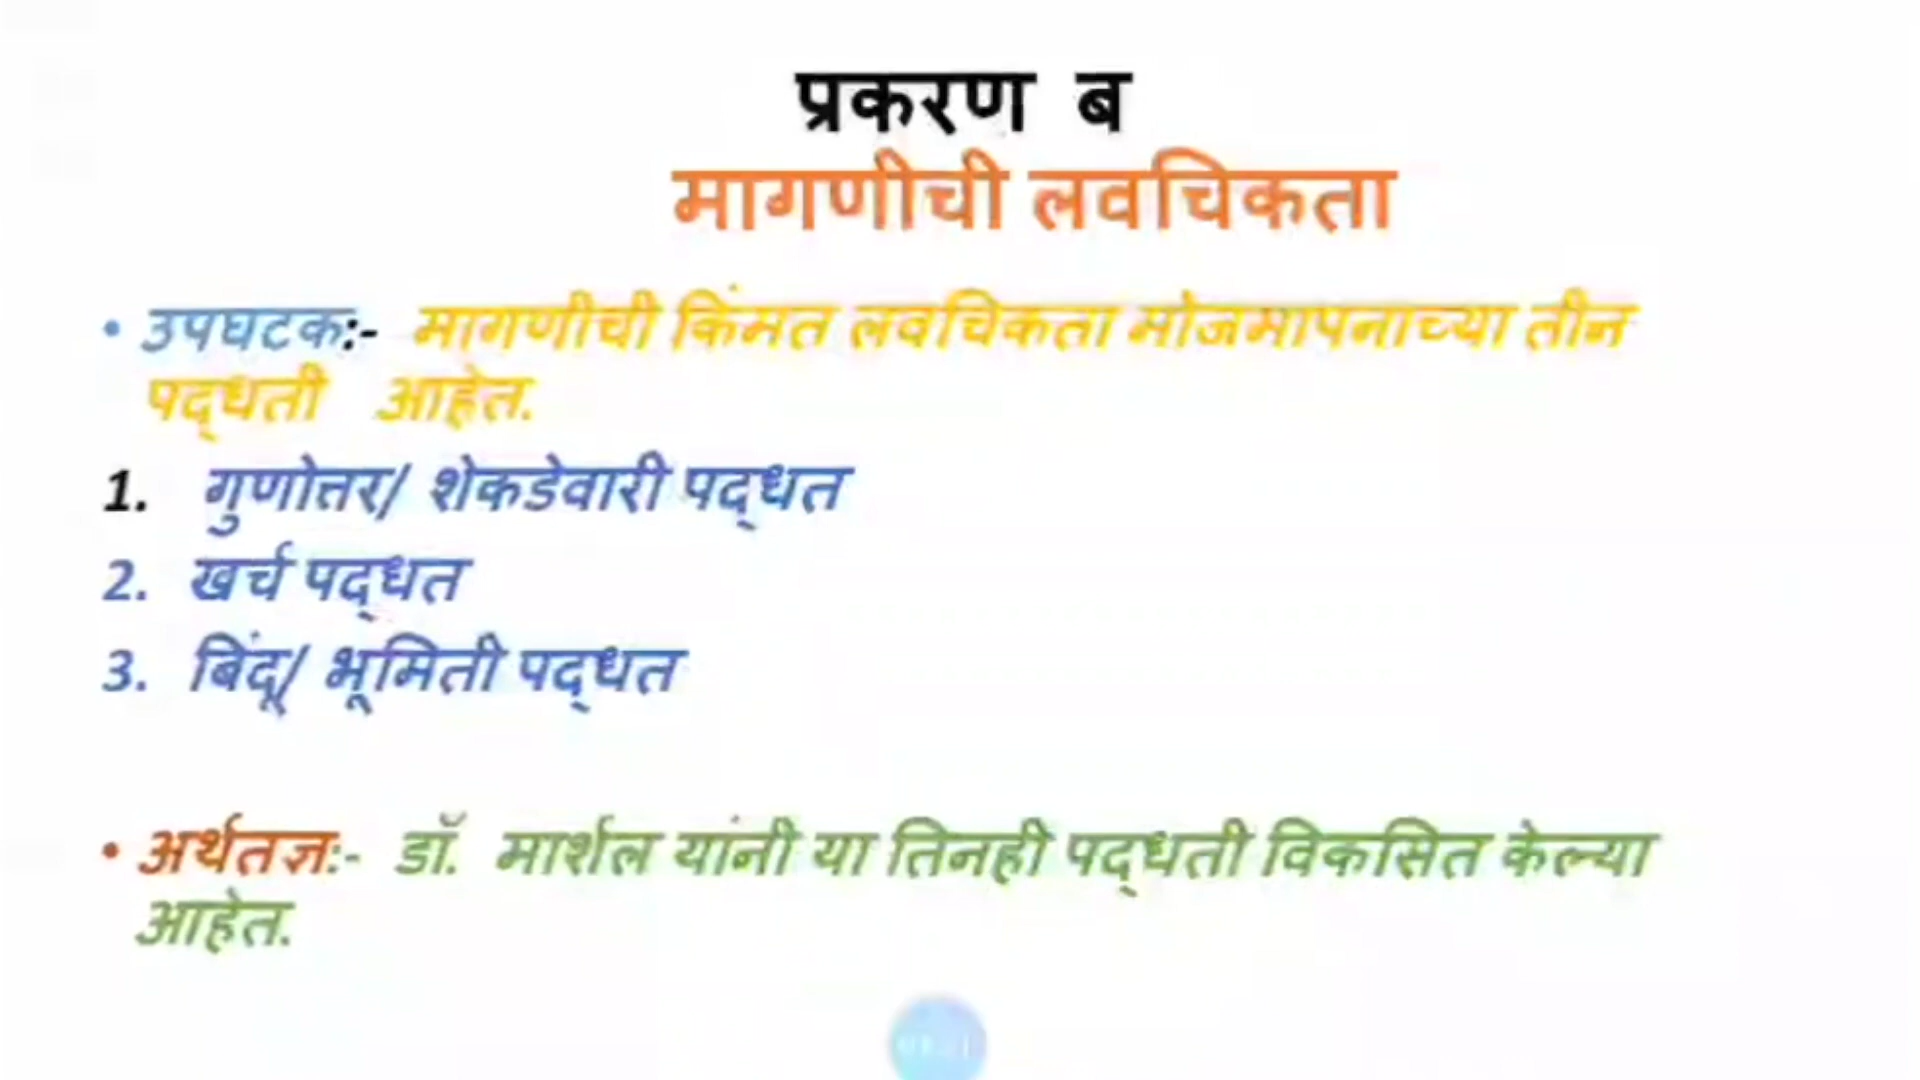 प्रकरण ब
मागणीची लवचिकता
• उपघटक:- मागणीची किंमत लवचिकता मोजमापनाच्या तीन
पद्धती आहेत.
1. गुणोत्तर/ शेकडेवारी पद्धत
2. खर्च पद्धत
3. बिंदू/ भूमिती पद्धत
• अर्थतज्ञ:- डॉ. मार्शल यांनी या तिनही पद्धती विकसित केल्या
आहेत.